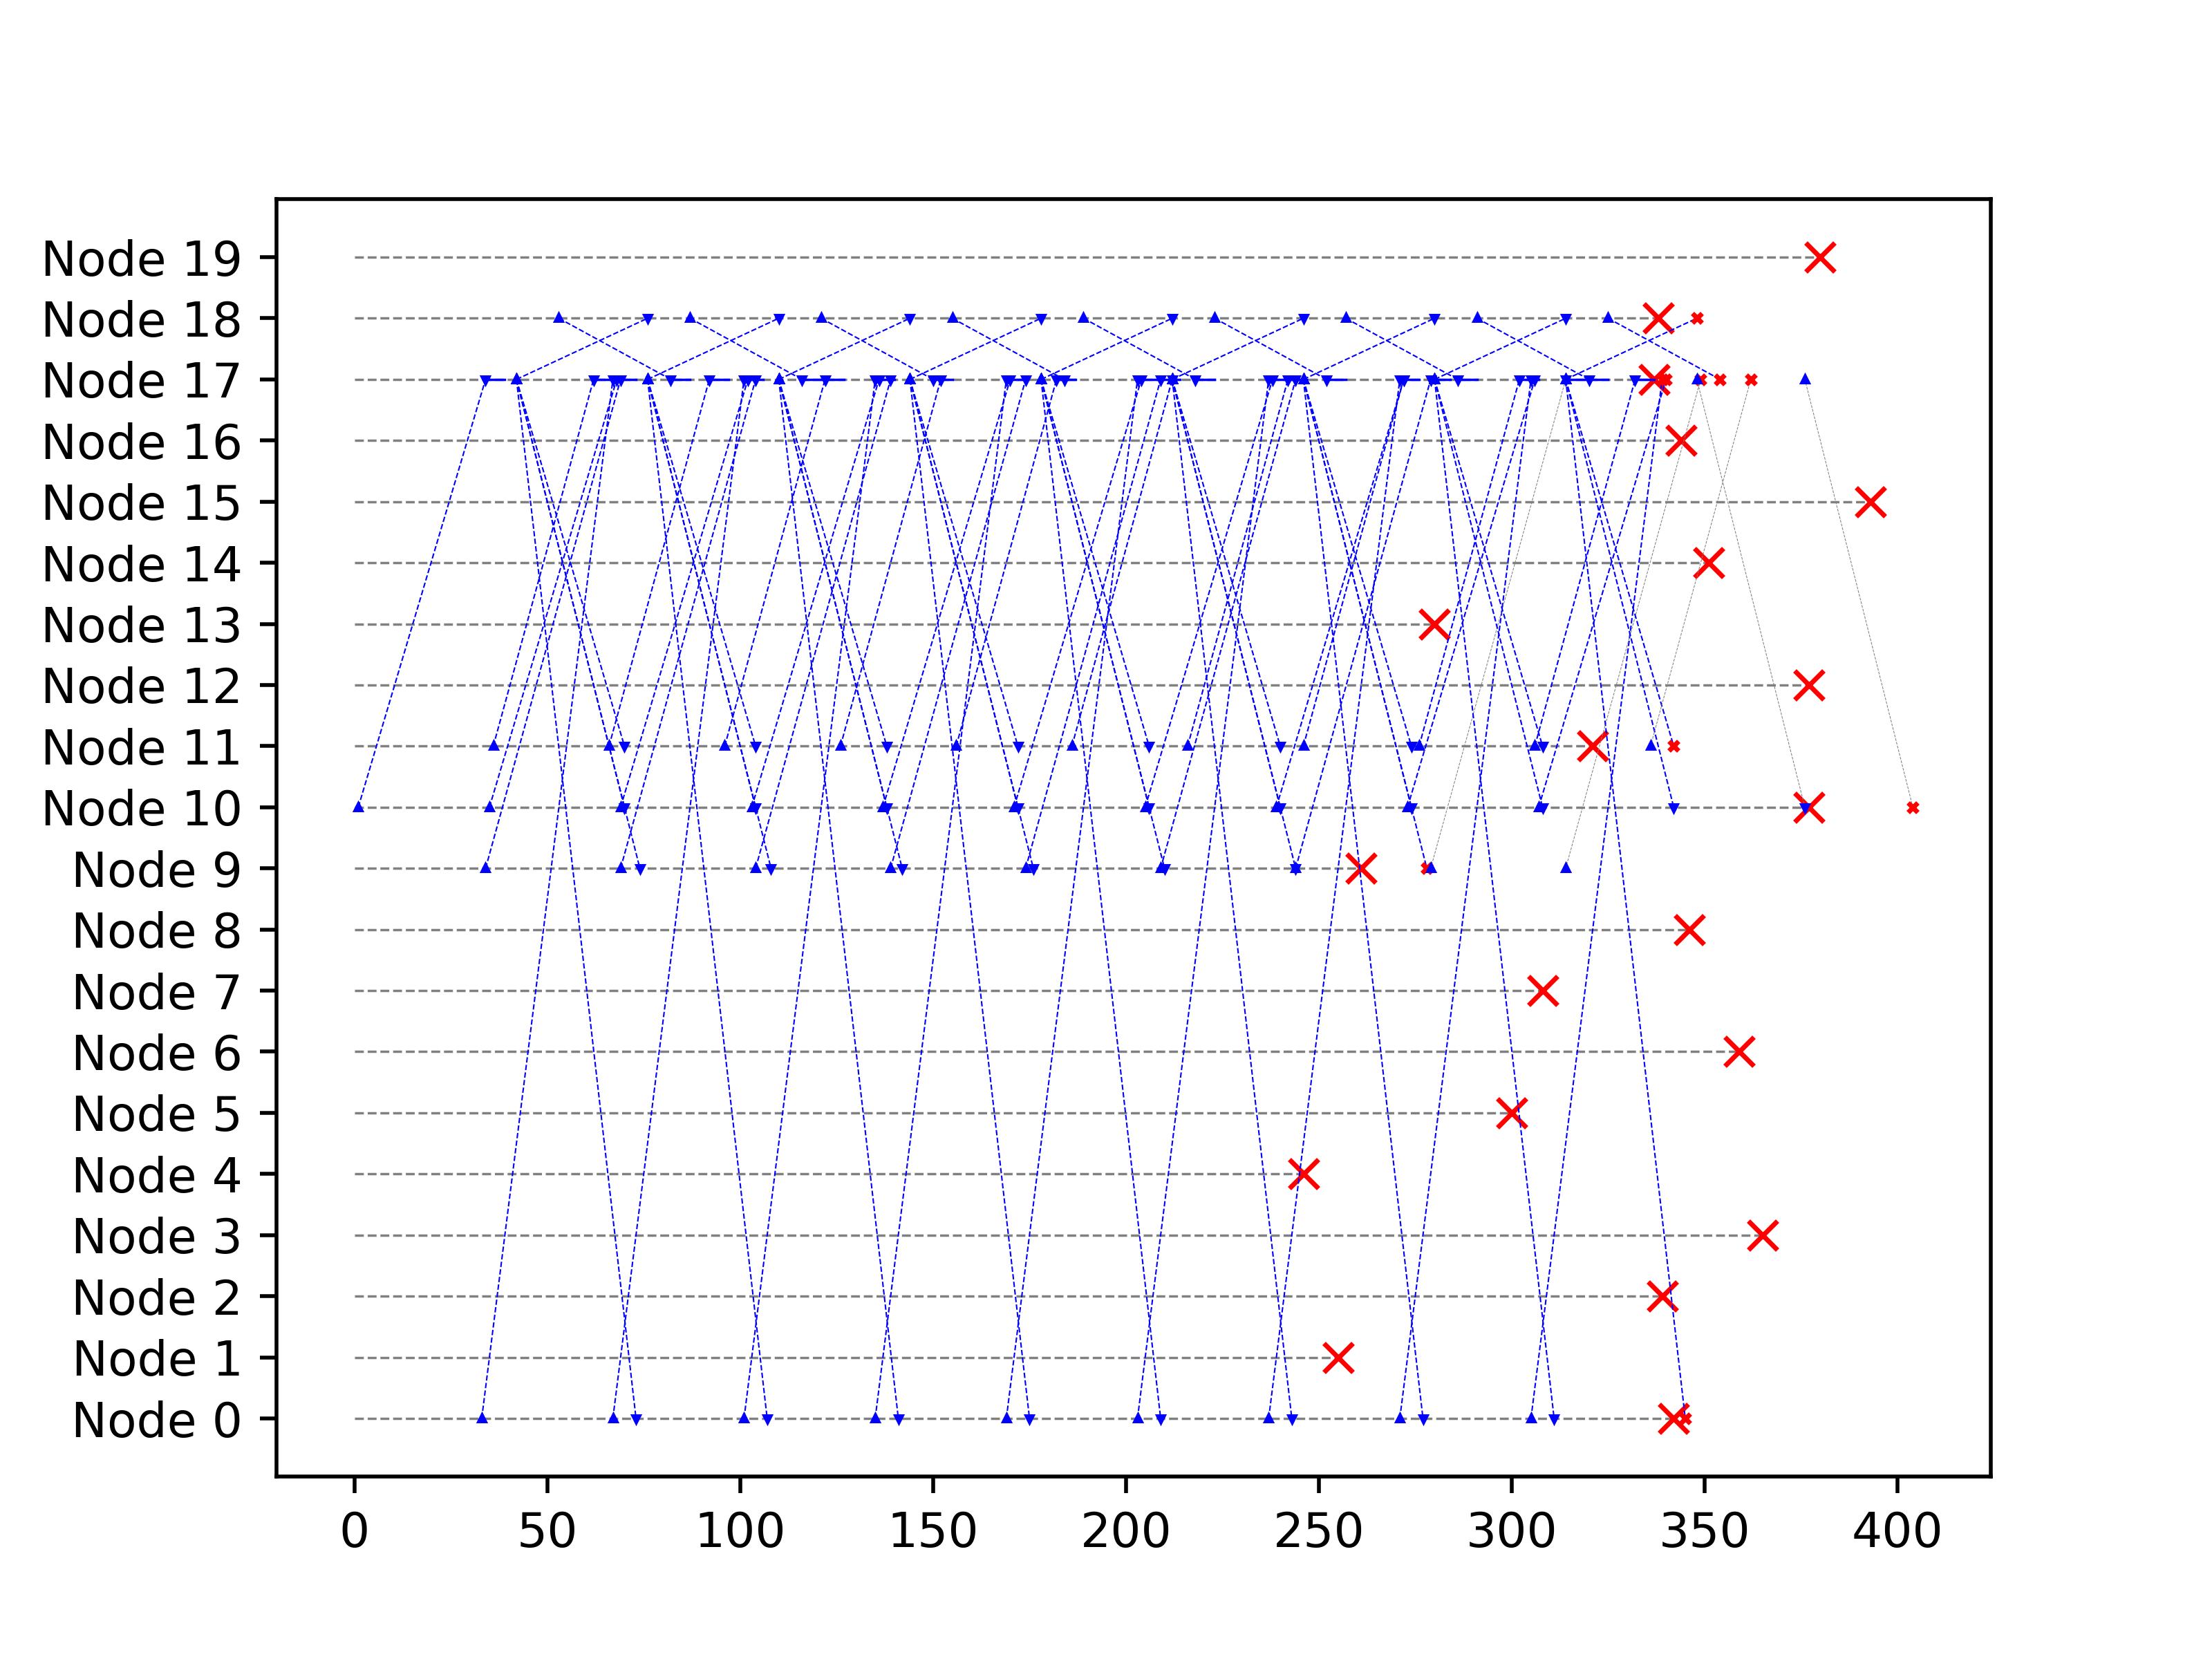 Node 19
Node 18
Node 17
Node 16
Node 15
Node 14
Node 13
Node 12
Node 11
Node 10
Node 9
Node 8
Node 7
Node 6
Node 5
Node 4
Node 3
Node 2
Node 1
Node 0
0 50 100 150 200 250 300 350 400